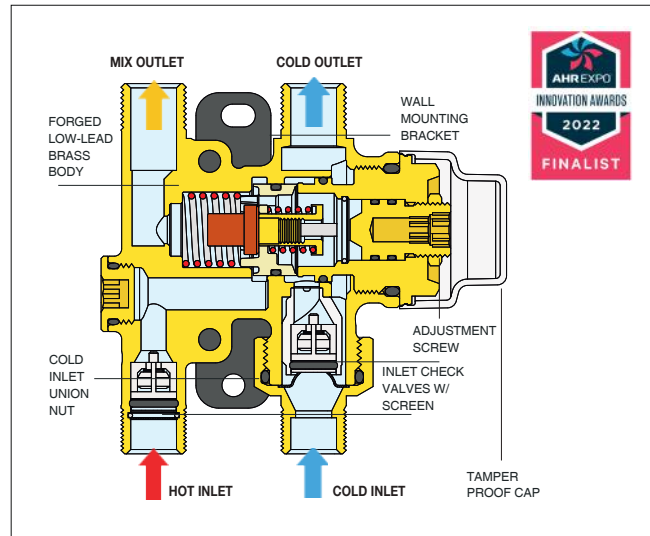 MIX OUTLET
COLD OUTLET
AHR EXPO
INNOVATION AWARDS
2022
FINALIST
FORGED
LOW-LEAD
BRASS
BODY
WALL
MOUNTING
BRACKET
ADJUSTMENT
SCREW
COLD
INLET
UNION
NUT
INLET CHECK
VALVES W/
SCREEN
TAMPER
PROOF CAP
HOT INLET
COLD INLET